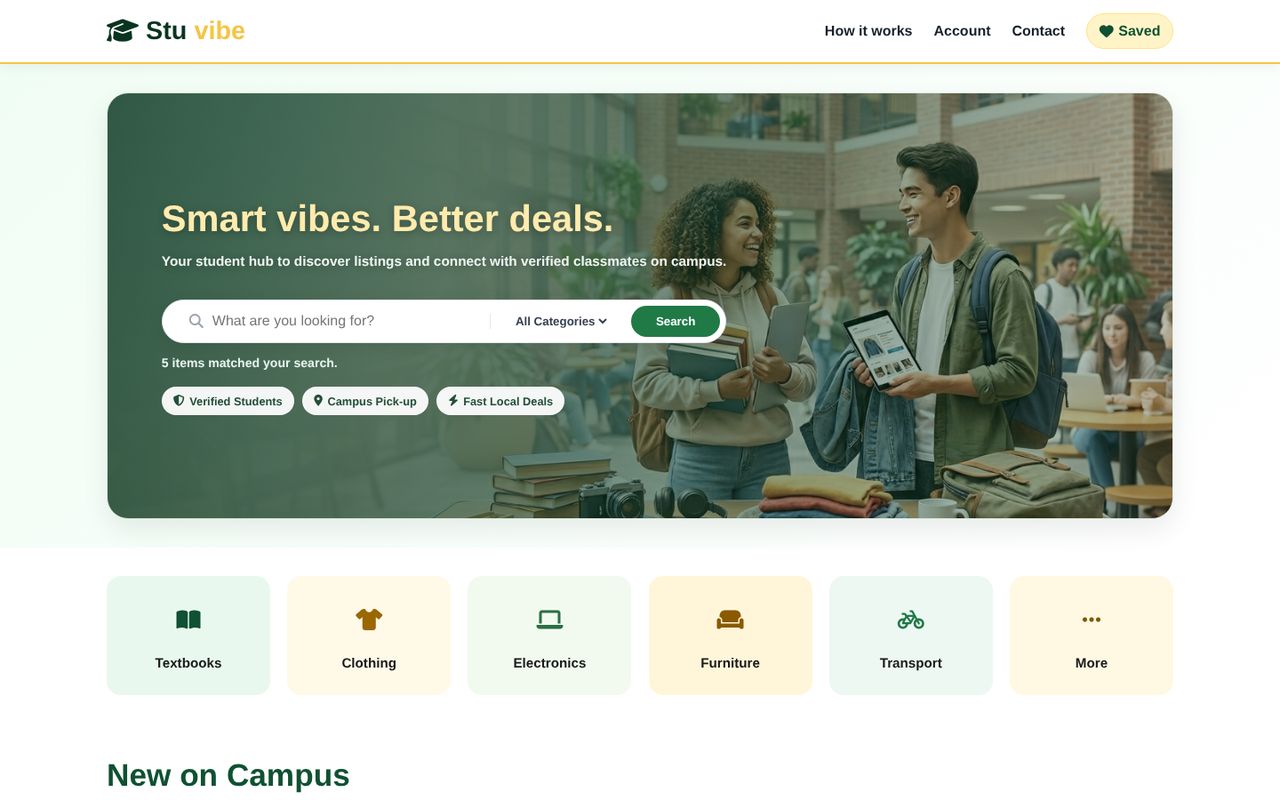 Stu vibe
How it works
Account
Contact
Saved
Smart vibes. Better deals.
Your student hub to discover listings and connect with verified classmates on campus.
What are you looking for?
All Categories
Search
5 items matched your search.
Verified Students
Campus Pick-up
Fast Local Deals
Textbooks
Clothing
Electronics
Furniture
Transport
More
New on Campus